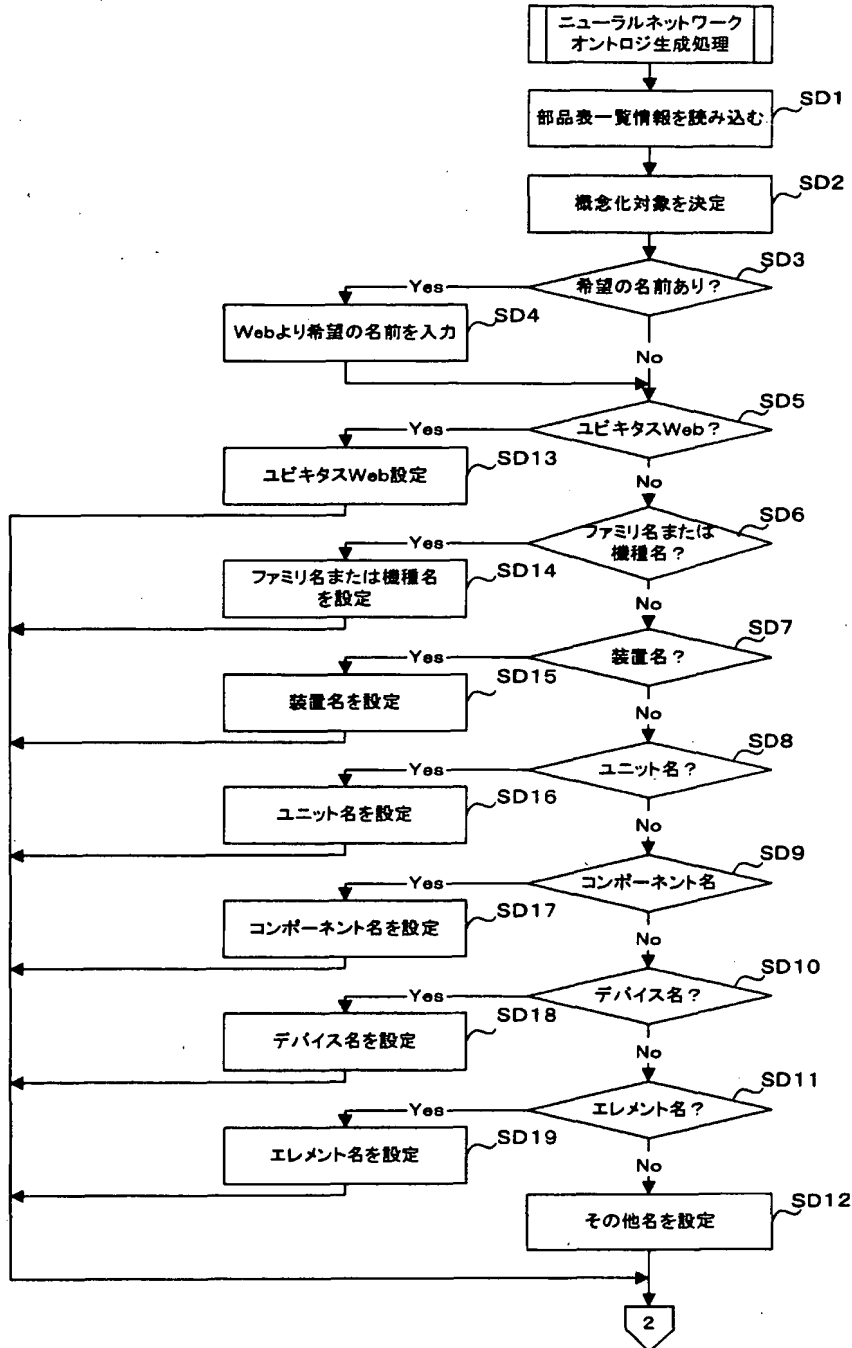 ニューラルネットワーク
オントロジ生成処理
SD1
部品表一覧情報を読み込む
SD2
概念化対象を決定
SD3
希望の名前あり？
Yes
SD4
Webより希望の名前を入力
No
SD5
ユビキタスWeb？
Yes
SD13
ユビキタスWeb設定
No
SD6
ファミリ名または
機種名？
Yes
SD14
ファミリ名または機種名
を設定
No
SD7
装置名？
Yes
SD15
装置名を設定
No
SD8
ユニット名？
Yes
SD16
ユニット名を設定
No
SD9
コンポーネント名
Yes
SD17
コンポーネント名を設定
No
SD10
デバイス名？
Yes
SD18
デバイス名を設定
No
SD11
エレメント名？
Yes
SD19
エレメント名を設定
No
SD12
その他名を設定
2